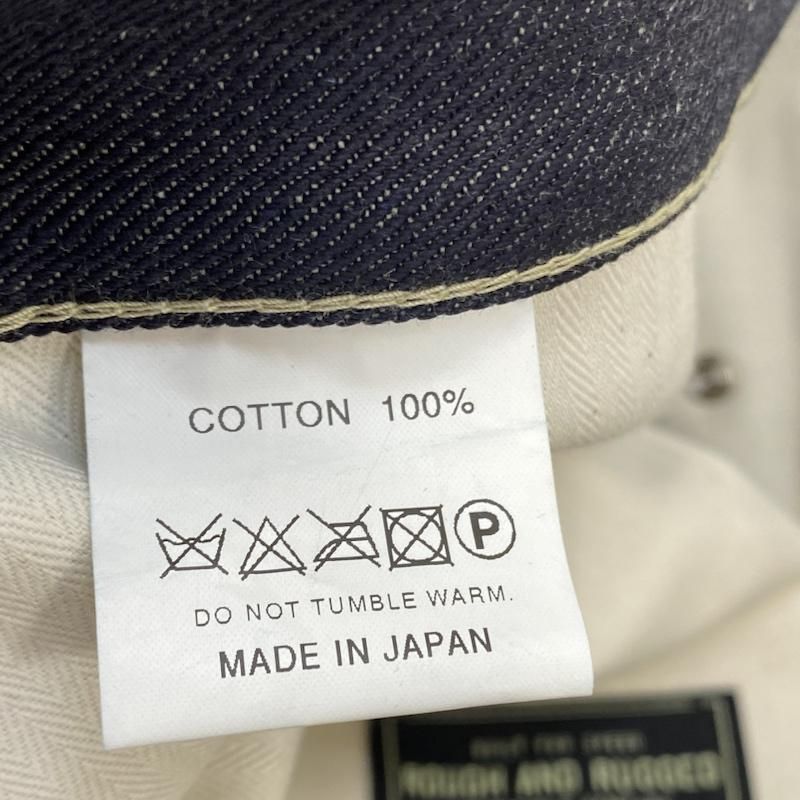 COTTON 100%
P
DO NOT TUMBLE WARM.
MADE IN JAPAN
ROUGH AND RUGGED